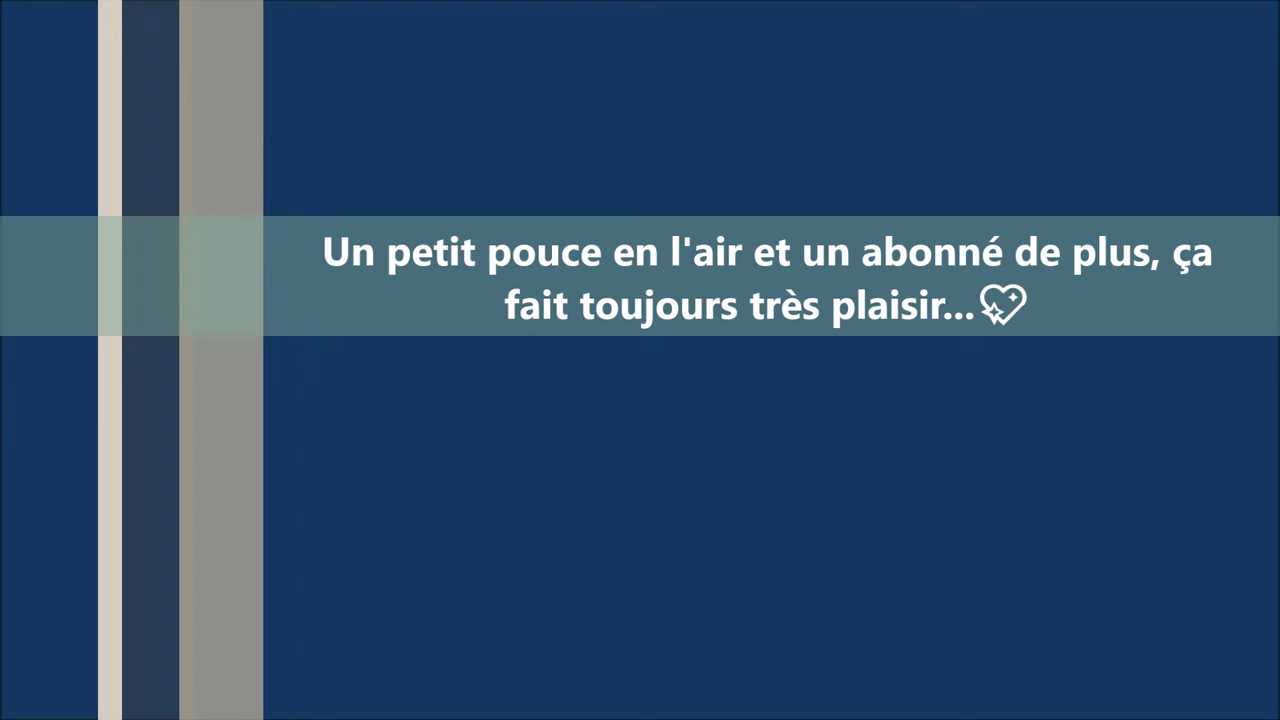 Un petit pouce en l'air et un abonné de plus, ça
fait toujours très plaisir...💖